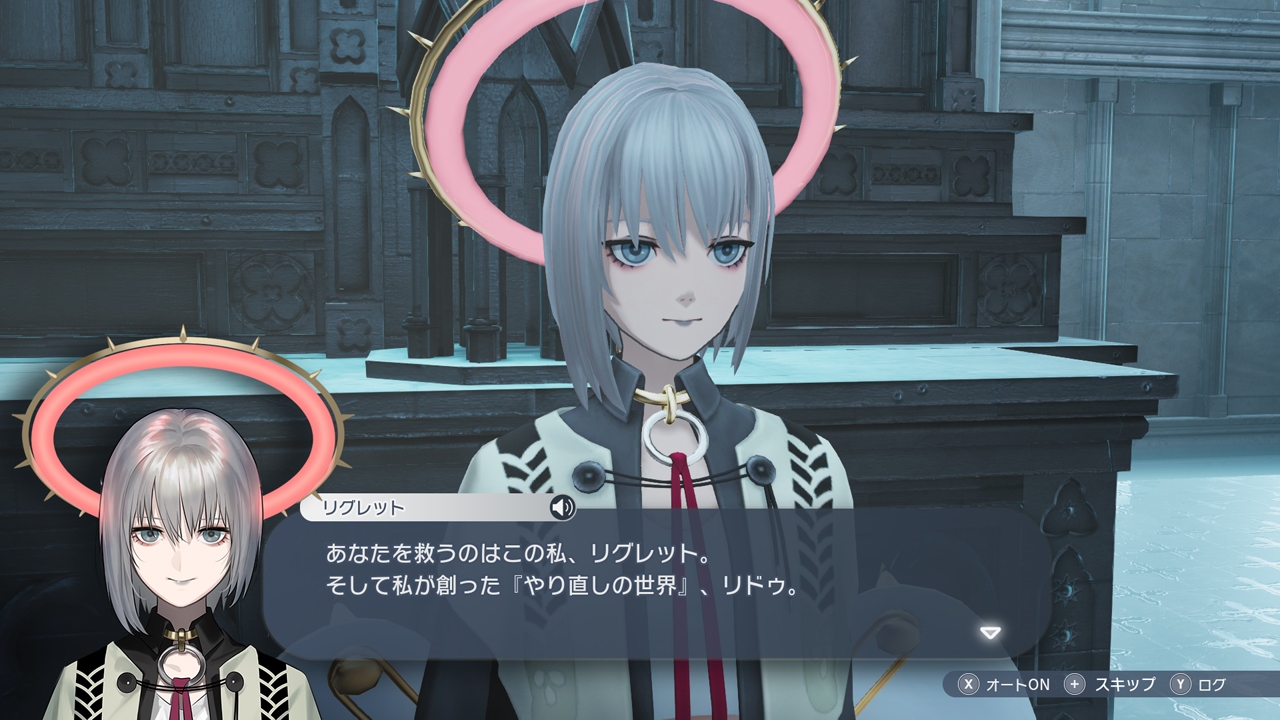 リグレット
あなたを救うのはこの私、リグレット。
そして私が創った『やり直しの世界』、リドゥ。
X オートON + スキップ Y ログ